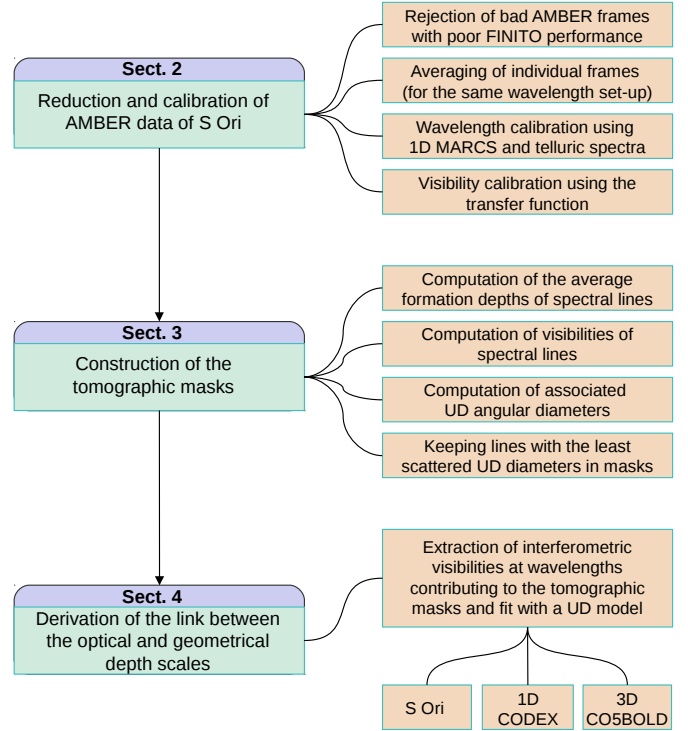 Sect. 2
Reduction and calibration of
AMBER data of S Ori
Rejection of bad AMBER frames
with poor FINITO performance
Averaging of individual frames
(for the same wavelength set-up)
Wavelength calibration using
1D MARCS and telluric spectra
Visibility calibration using the
transfer function
Sect. 3
Construction of the
tomographic masks
Computation of the average
formation depths of spectral lines
Computation of visibilities of
spectral lines
Computation of associated
UD angular diameters
Keeping lines with the least
scattered UD diameters in masks
Sect. 4
Derivation of the link between
the optical and geometrical
depth scales
Extraction of interferometric
visibilities at wavelengths
contributing to the tomographic
masks and fit with a UD model
S Ori
1D
CODEX
3D
CO5BOLD